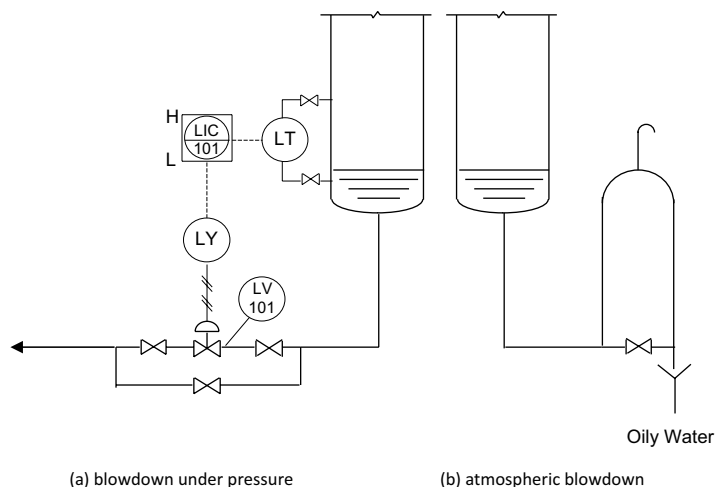 H
LIC
101
L
LT
LY
LV
101
Oily Water
(a) blowdown under pressure
(b) atmospheric blowdown